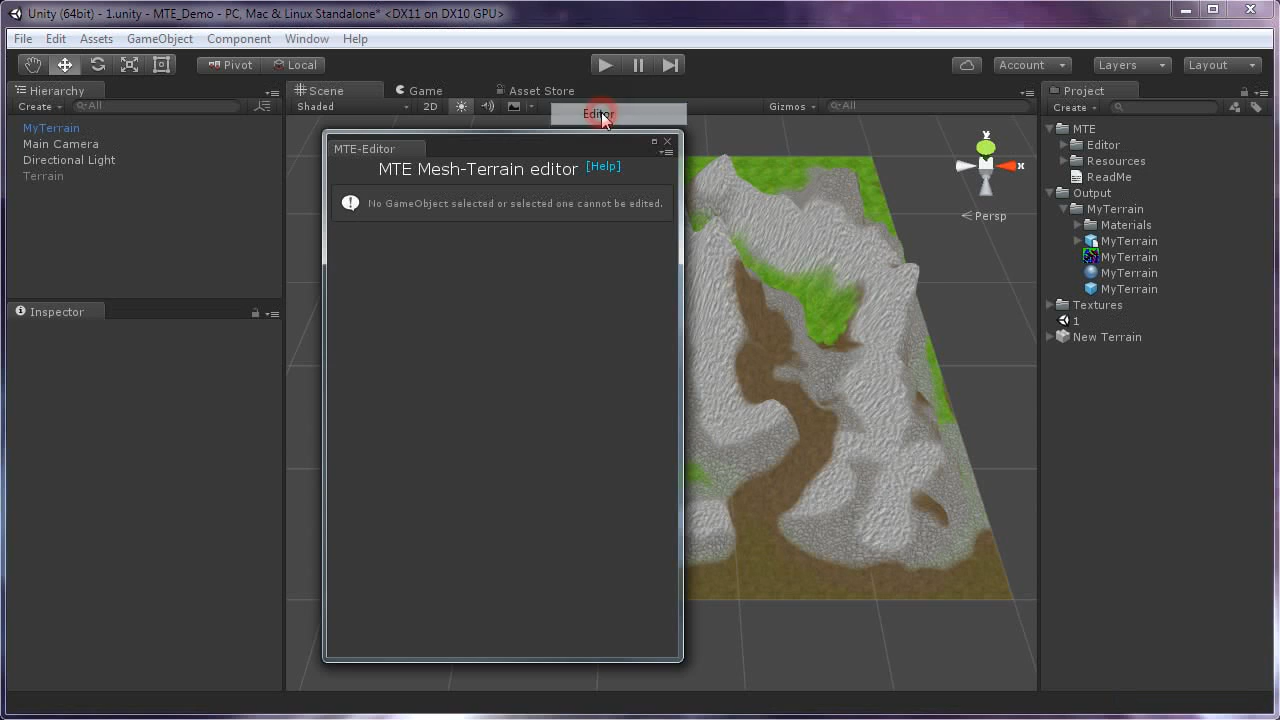 Unity (64bit) - 1.unity - MTE_Demo - PC, Mac & Linux Standalone* <DX11 on DX10 GPU>
File Edit Assets GameObject Component Window Help
Pivot Local Account Layers Layout
Hierarchy
Create All
MyTerrain
Main Camera
Directional Light
Terrain
Inspector
Scene Game Asset Store
Shaded 2D Gizmos All
Editor
MTE-Editor
MTE Mesh-Terrain editor [Help]
No GameObject selected or selected one cannot be edited.
y
x
Persp
Project
Create
MTE
Editor
Resources
ReadMe
Output
MyTerrain
Materials
MyTerrain
MyTerrain
MyTerrain
MyTerrain
Textures
1
New Terrain